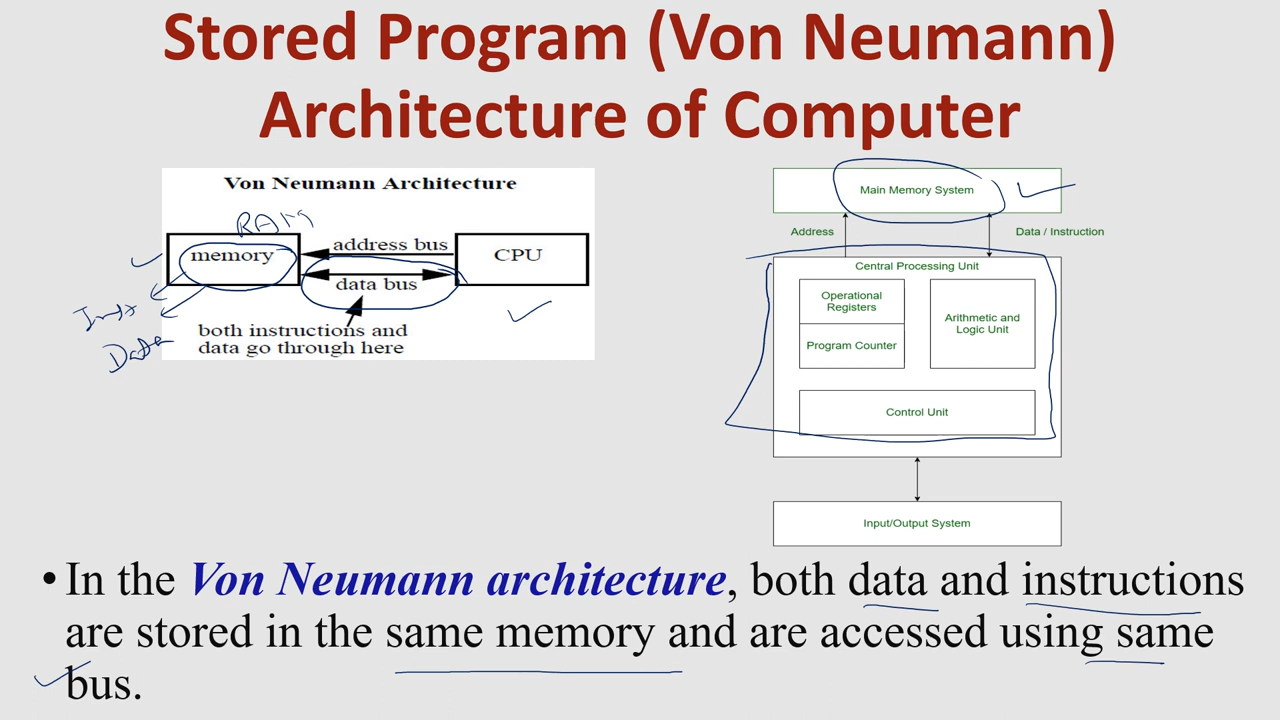 Stored Program (Von Neumann)
Architecture of Computer
Von Neumann Architecture
RAM
memory
address bus
data bus
CPU
both instructions and
data go through here
Data
Main Memory System
Address
Data / Instruction
Central Processing Unit
Operational
Registers
Program Counter
Arithmetic and
Logic Unit
Control Unit
Input/Output System
• In the Von Neumann architecture, both data and instructions
are stored in the same memory and are accessed using same
bus.